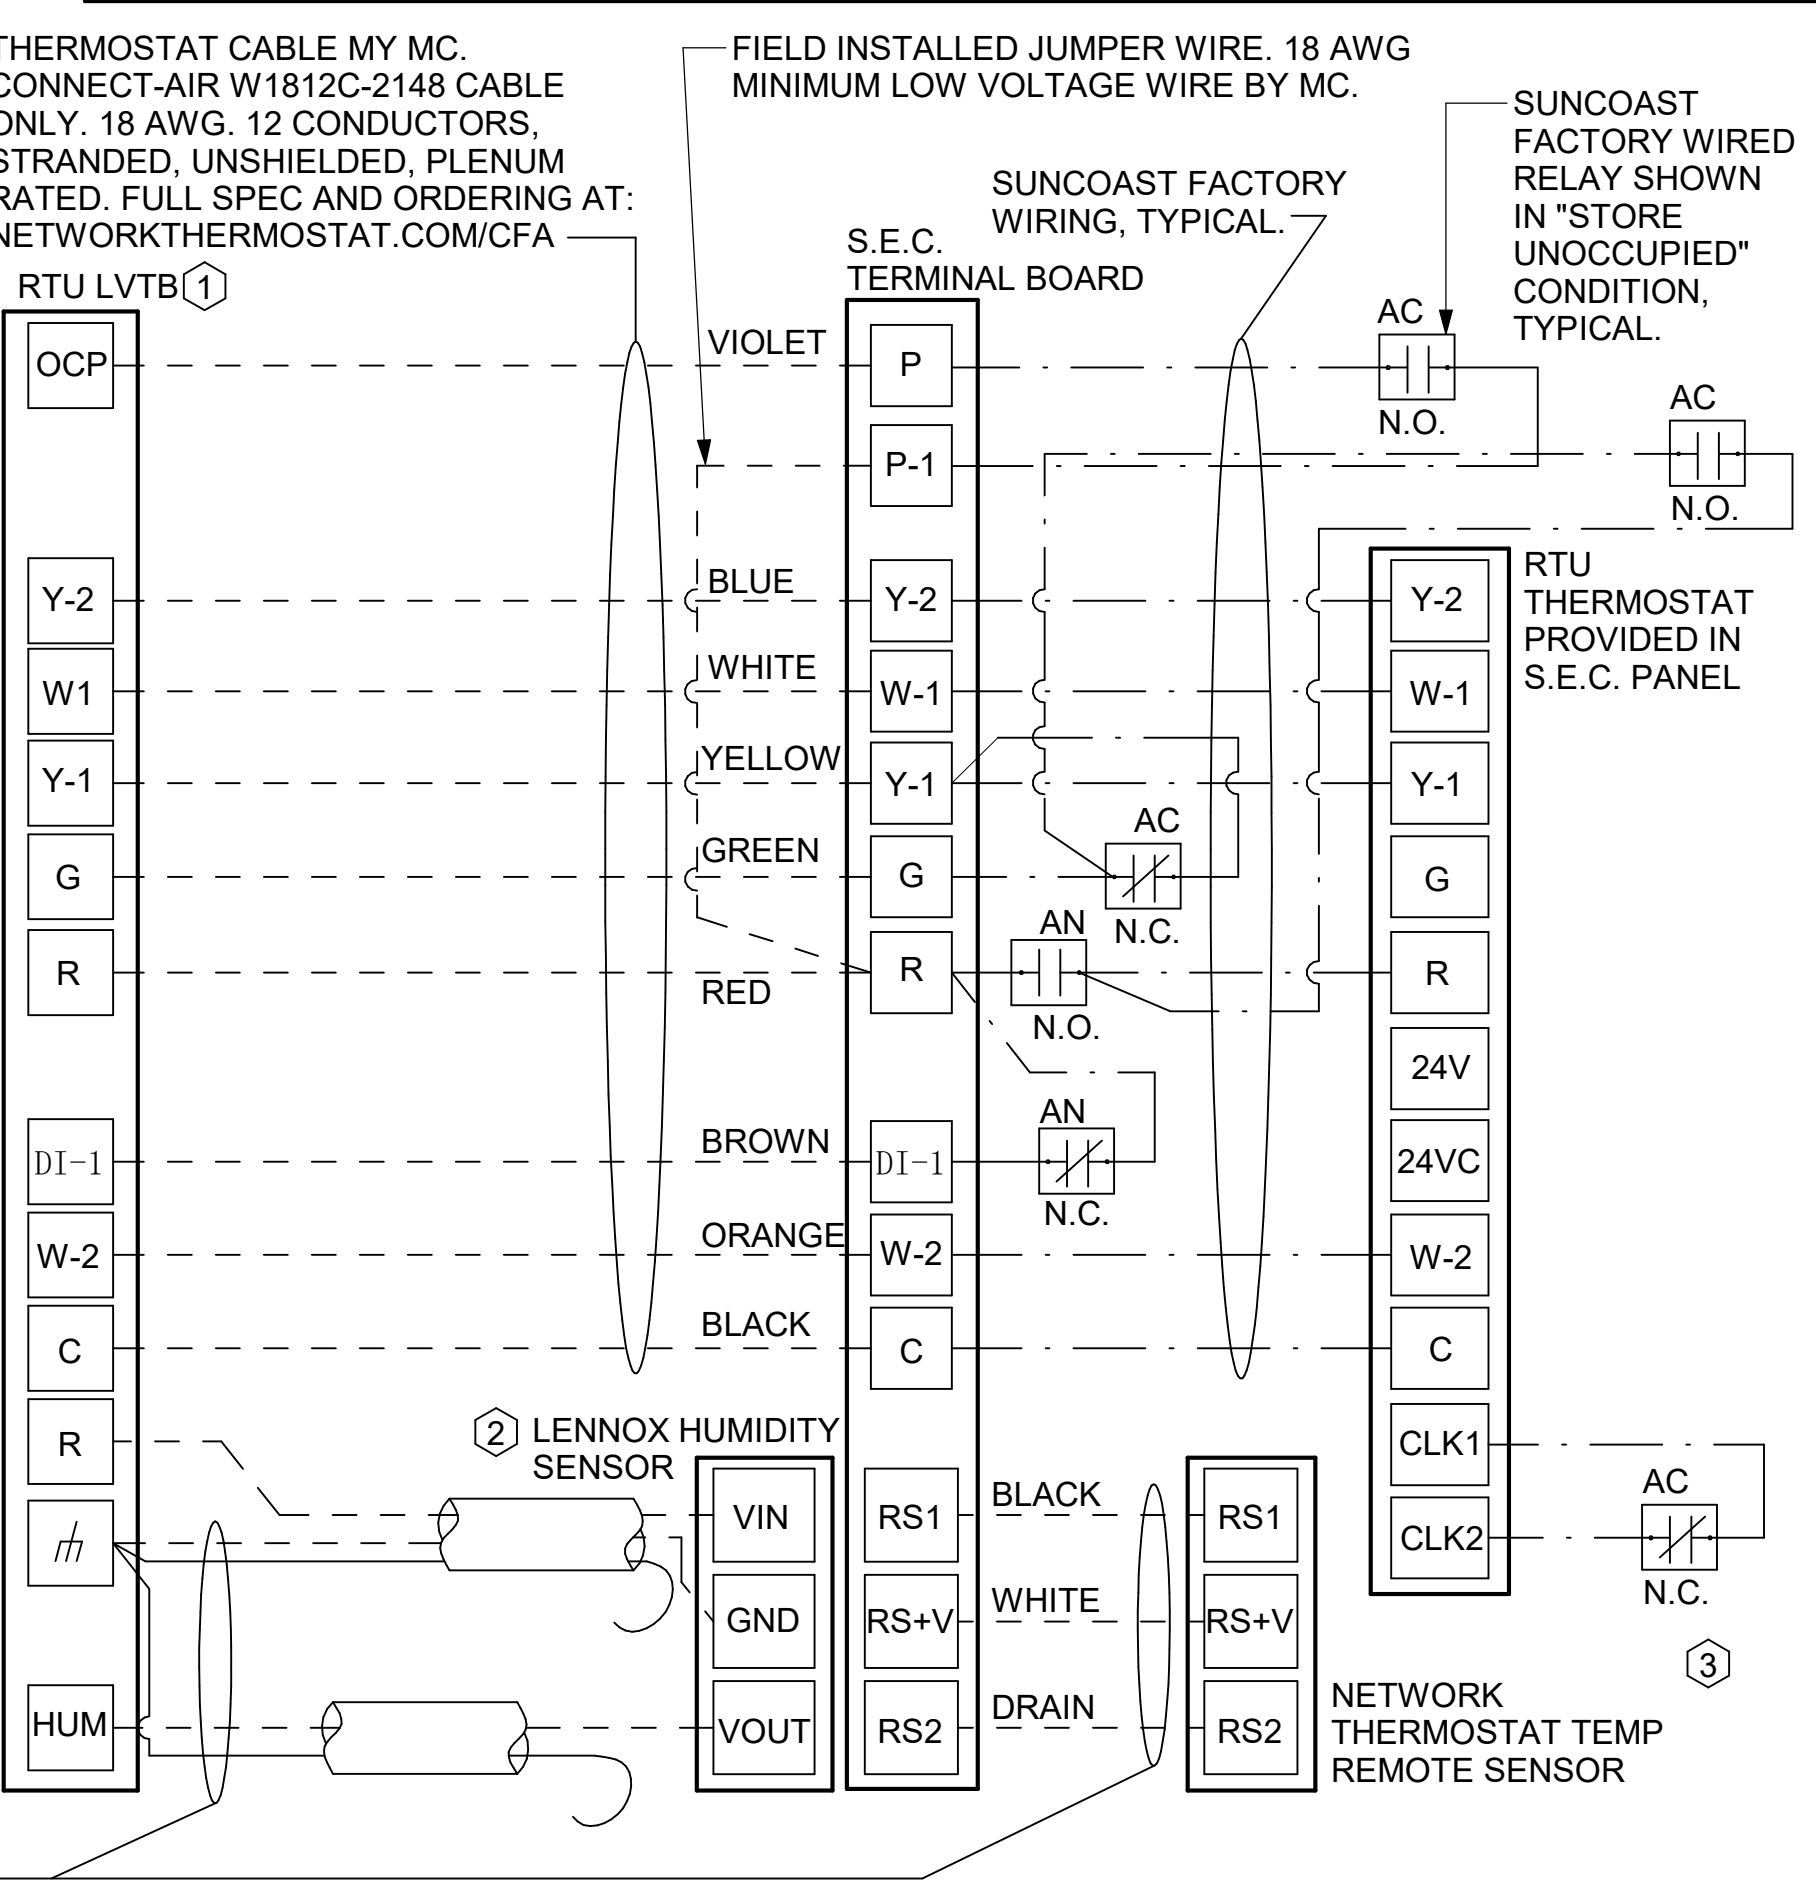 THERMOSTAT CABLE MY MC.
CONNECT-AIR W1812C-2148 CABLE
ONLY. 18 AWG. 12 CONDUCTORS,
STRANDED, UNSHIELDED, PLENUM
RATED. FULL SPEC AND ORDERING AT:
NETWORKTHERMOSTAT.COM/CFA
FIELD INSTALLED JUMPER WIRE. 18 AWG
MINIMUM LOW VOLTAGE WIRE BY MC.
SUNCOAST FACTORY
WIRING, TYPICAL.
SUNCOAST
FACTORY WIRED
RELAY SHOWN
IN "STORE
UNOCCUPIED"
CONDITION,
TYPICAL.
RTU LVTB 1
OCP
Y-2
W1
Y-1
G
R
DI-1
W-2
C
R
HUM
VIOLET
BLUE
WHITE
YELLOW
GREEN
RED
BROWN
ORANGE
BLACK
S.E.C.
TERMINAL BOARD
P
P-1
Y-2
W-1
Y-1
G
R
DI-1
W-2
C
RS1
RS+V
RS2
AC
N.O.
AC
N.O.
AC
N.C.
AN
N.O.
AN
N.C.
RTU
THERMOSTAT
PROVIDED IN
S.E.C. PANEL
Y-2
W-1
Y-1
G
R
24V
24VC
W-2
C
CLK1
CLK2
AC
N.C.
3
2 LENNOX HUMIDITY
SENSOR
VIN
GND
VOUT
BLACK
WHITE
DRAIN
RS1
RS+V
RS2
NETWORK
THERMOSTAT TEMP
REMOTE SENSOR